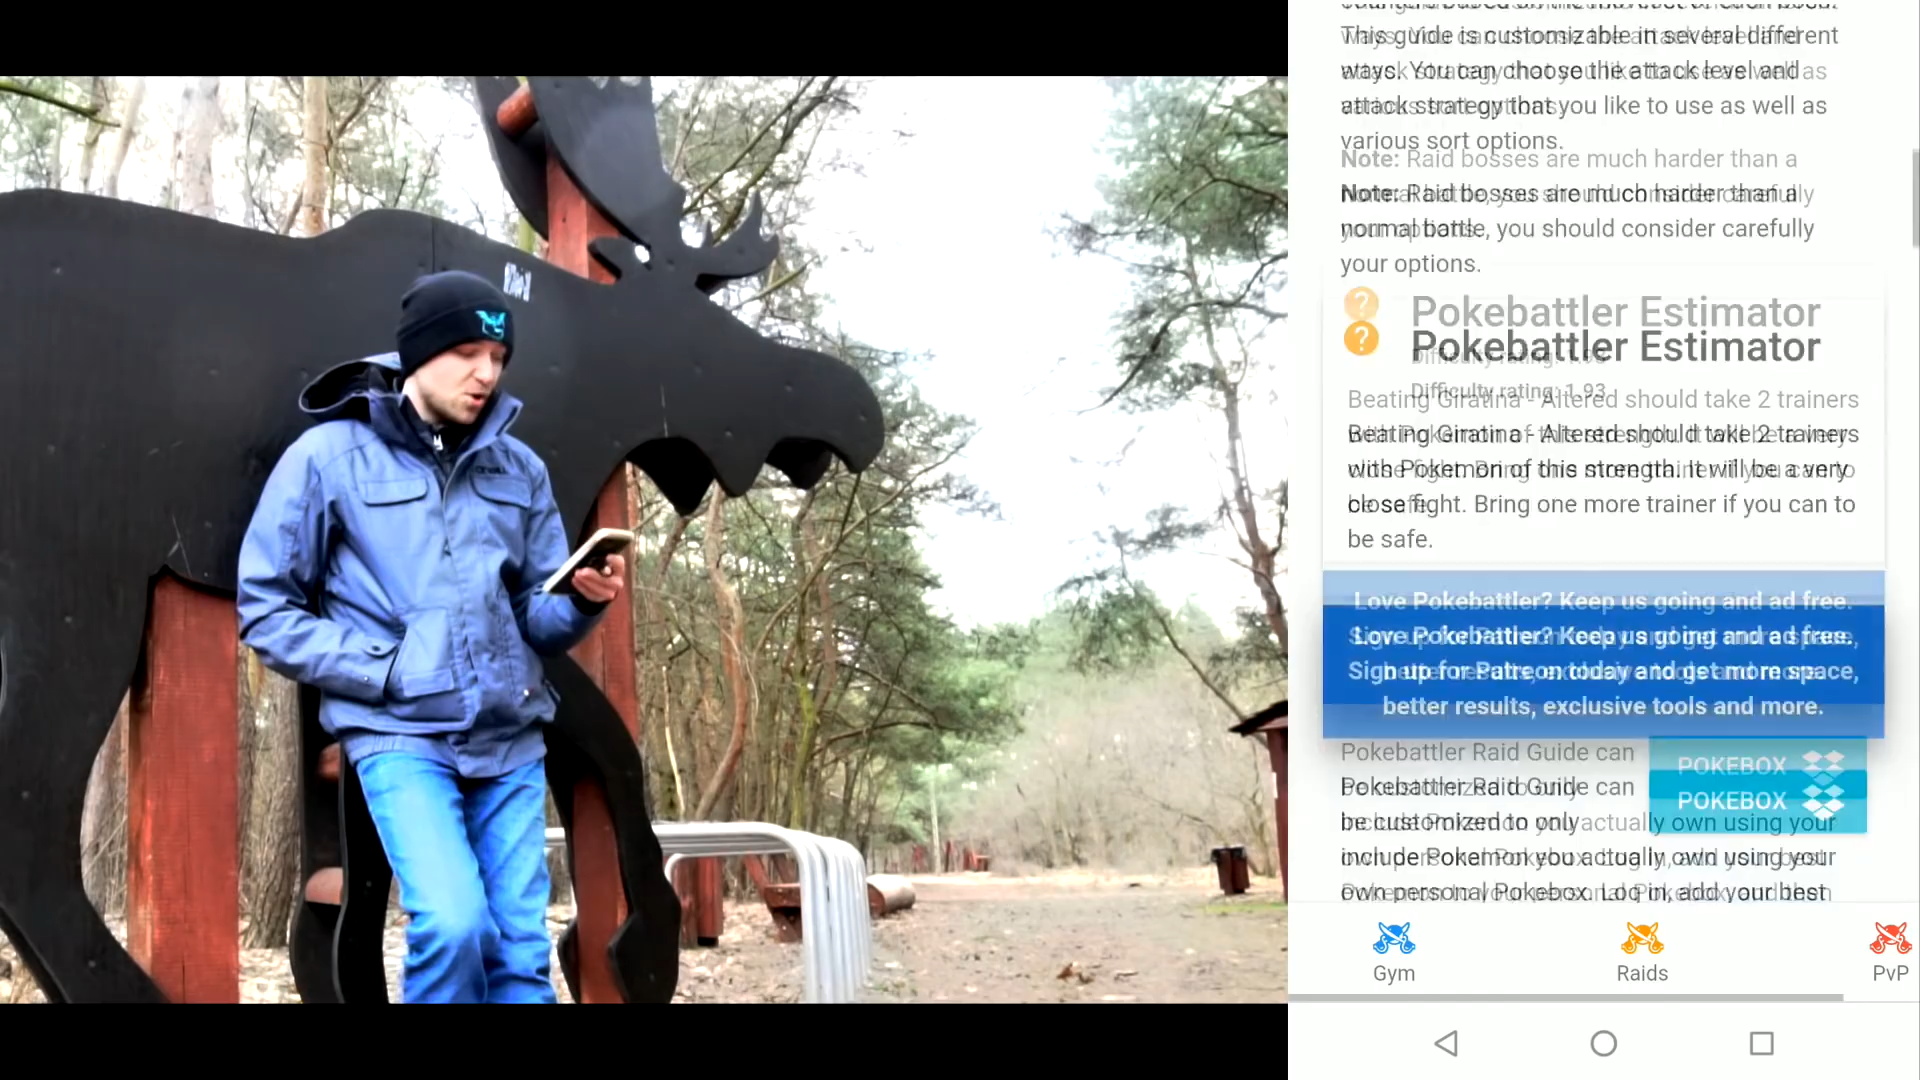 This guide is customizable in several different
ways. You can choose the attack level and
attack strategy that you like to use as well as
various sort options.
Note: Raid bosses are much harder than a
normal battle, you should consider carefully
your options.
Pokebattler Estimator
Difficulty rating: 1.93
Beating Giratina - Altered should take 2 trainers
with Pokemon of this strength. It will be a very
close fight. Bring one more trainer if you can to
be safe.
Love Pokebattler? Keep us going and ad free.
Sign up for Patreon today and get more space,
better results, exclusive tools and more.
Pokebattler Raid Guide can
be customized to only
include Pokemon you actually own using your
own personal Pokebox. Log in, add your best
POKEBOX
Gym
Raids
PvP